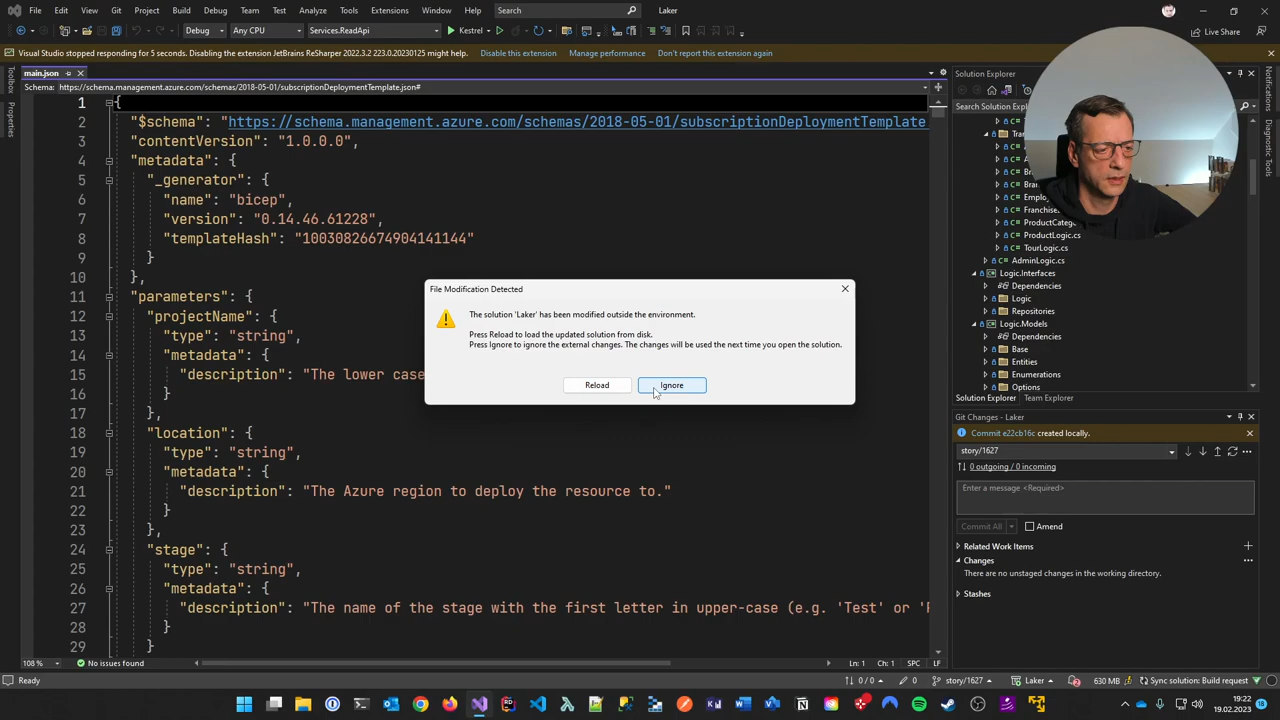 File Edit View Git Project Build Debug Team Test Analyze Tools Extensions Window Help Search Laker
Debug Any CPU Services.ReadApi Kestrel Live Share
Visual Studio stopped responding for 5 seconds. Disabling the extension JetBrains ReSharper 2022.3.2 223.0.20230125 might help. Disable this extension Manage performance Don't report this extension again
main.json
Schema: https://schema.management.azure.com/schemas/2018-05-01/subscriptionDeploymentTemplate.json#
Toolbox
Properties
1 {
2 "$schema": "https://schema.management.azure.com/schemas/2018-05-01/subscriptionDeploymentTemplate.
3 "contentVersion": "1.0.0.0",
4 "metadata": {
5 "_generator": {
6 "name": "bicep",
7 "version": "0.14.46.61228",
8 "templateHash": "10030826674904141144"
9 }
10 },
11 "parameters": {
12 "projectName": {
13 "type": "string",
14 "metadata": {
15 "description": "The lower case
16 }
17 },
18 "location": {
19 "type": "string",
20 "metadata": {
21 "description": "The Azure region to deploy the resource to."
22 }
23 },
24 "stage": {
25 "type": "string",
26 "metadata": {
27 "description": "The name of the stage with the first letter in upper-case (e.g. 'Test' or '
28 }
29 }
File Modification Detected
The solution 'Laker' has been modified outside the environment.
Press Reload to load the updated solution from disk.
Press Ignore to ignore the external changes. The changes will be used the next time you open the solution.
Reload Ignore
108 % No issues found Ln: 1 Ch: 1 SPC LF
Solution Explorer
Search Solution
ProductCateg
ProductLogic.cs
TourLogic.cs
AdminLogic.cs
Logic.Interfaces
Dependencies
Logic
Repositories
Logic.Models
Dependencies
Base
Entities
Enumerations
Options
Solution Explorer Team Explorer
Git Changes - Laker
Commit e22cb16c created locally.
story/1627
0 outgoing / 0 incoming
Enter a message <Required>
Commit All Amend
Related Work Items
Changes
There are no unstaged changes in the working directory.
Stashes
Notifications
Diagnostic Tools
Ready 0 / 0 0 story/1627 Laker 2 630 MB Sync solution: Build request
19:22
19.02.2023